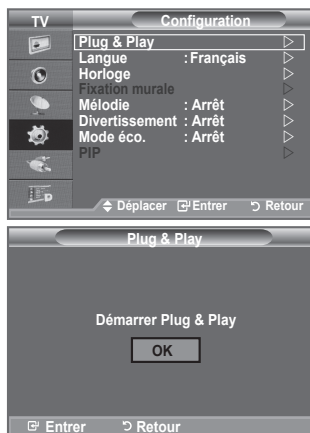 TV Configuration
Plug & Play
Langue : Français
Horloge
Fixation murale
Mélodie : Arrêt
Divertissement : Arrêt
Mode éco. : Arrêt
PIP
Déplacer Entrer Retour
Plug & Play
Démarrer Plug & Play
OK
Entrer Retour